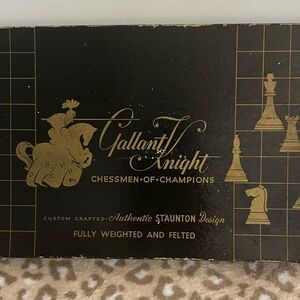 Gallant
Knight
CHESSMEN•OF•CHAMPIONS
CUSTOM CRAFTED•Authentic STAUNTON Design
FULLY WEIGHTED AND FELTED